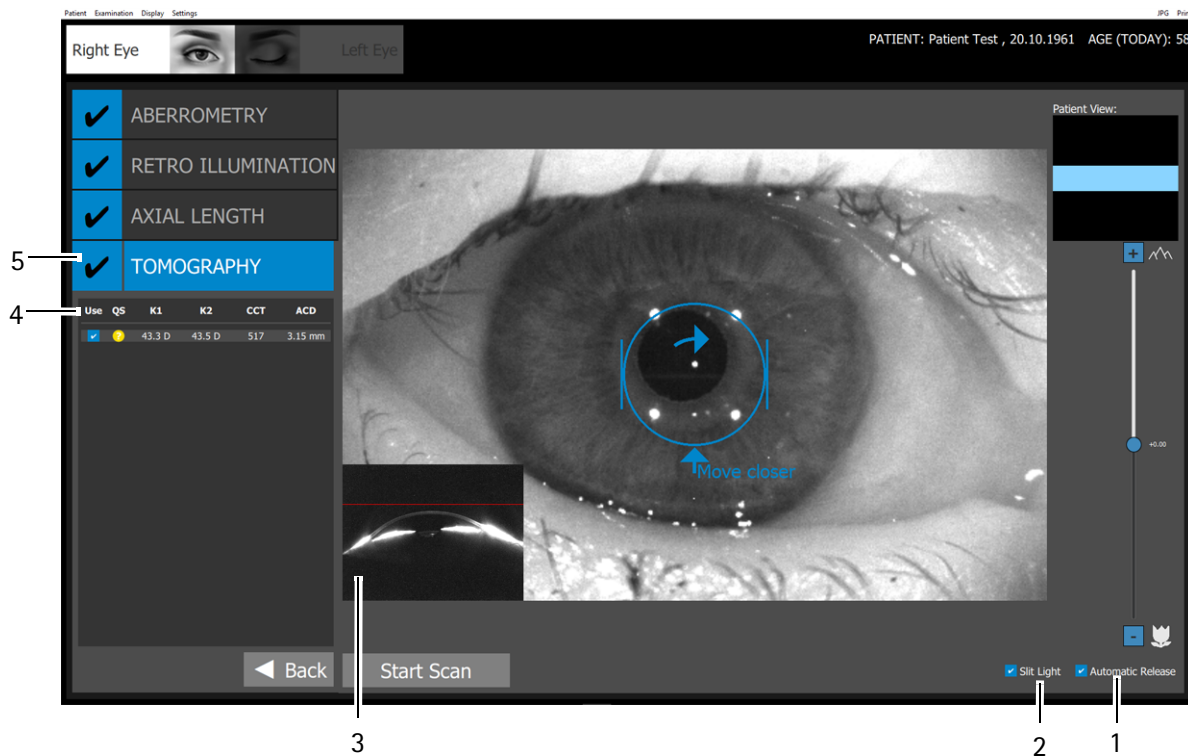 Patient Examination Display Settings JPG Prin
Right Eye Left Eye PATIENT: Patient Test , 20.10.1961 AGE (TODAY): 58
ABERROMETRY
RETRO ILLUMINATION
AXIAL LENGTH
TOMOGRAPHY
Patient View:
5
4
Use QS K1 K2 CCT ACD
? 43.3 D 43.5 D 517 3.15 mm
+
+0.00
Move closer
-
Back
Start Scan
Slit Light Automatic Release
3
2
1